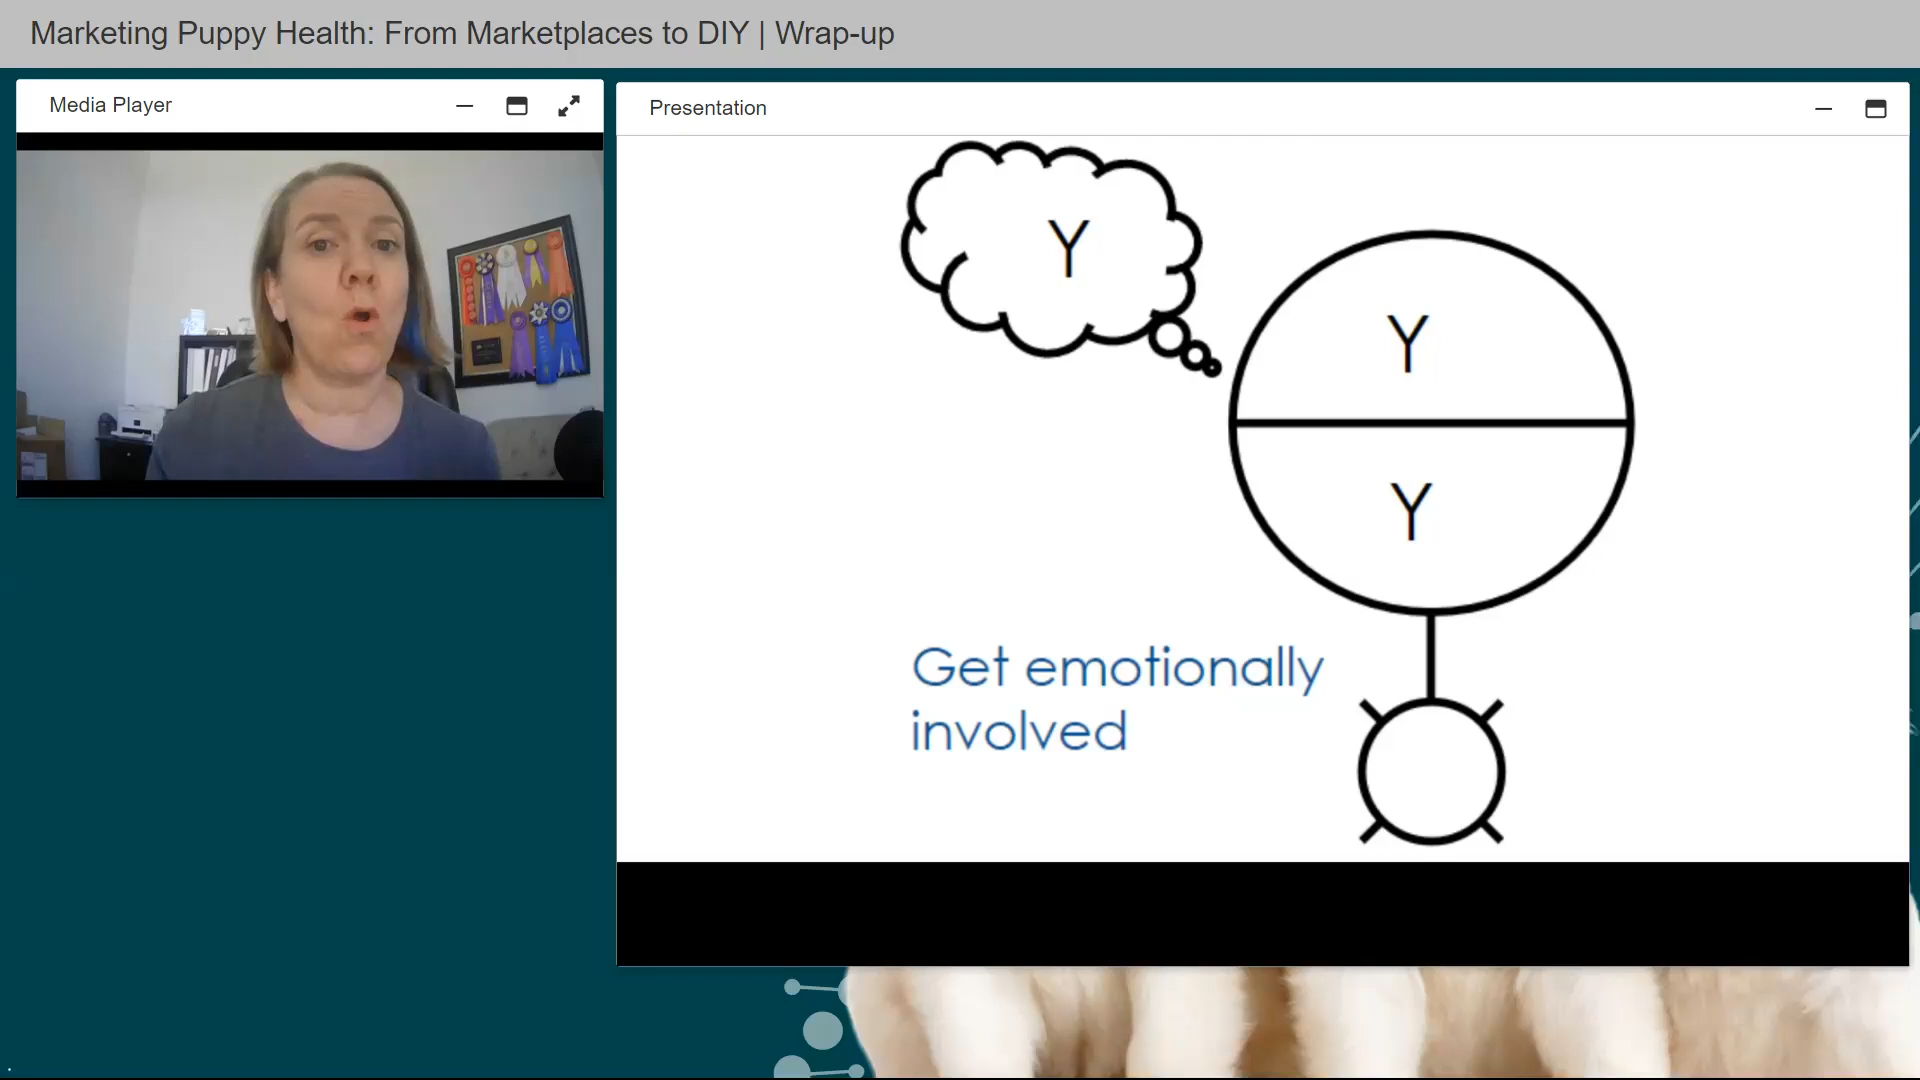 Marketing Puppy Health: From Marketplaces to DIY | Wrap-up
Media Player
Presentation
Y
Y
Y
Get emotionally
involved